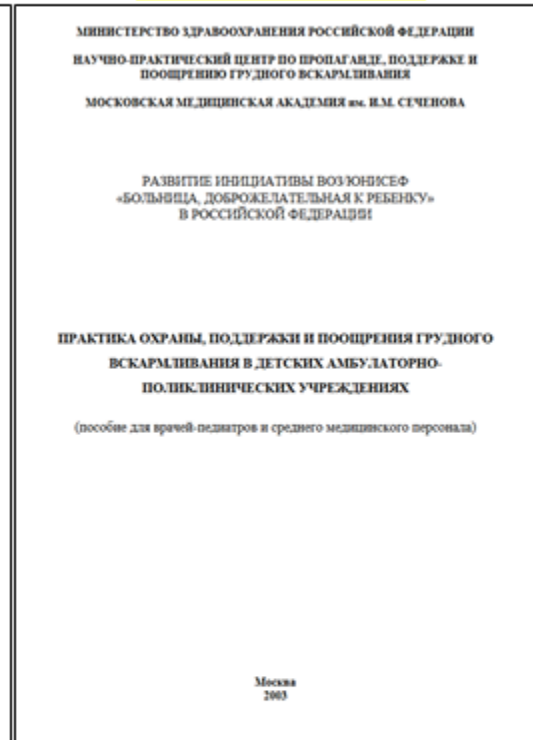 МИНИСТЕРСТВО ЗДРАВООХРАНЕНИЯ РОССИЙСКОЙ ФЕДЕРАЦИИ
НАУЧНО-ПРАКТИЧЕСКИЙ ЦЕНТР ПО ПРОПАГАНДЕ, ПОДДЕРЖКЕ И
ПООЩРЕНИЮ ГРУДНОГО ВСКАРМЛИВАНИЯ
МОСКОВСКАЯ МЕДИЦИНСКАЯ АКАДЕМИЯ им. И.М. СЕЧЕНОВА
РАЗВИТИЕ ИНИЦИАТИВЫ ВОЗ/ЮНИСЕФ
«БОЛЬНИЦА, ДОБРОЖЕЛАТЕЛЬНАЯ К РЕБЕНКУ»
В РОССИЙСКОЙ ФЕДЕРАЦИИ
ПРАКТИКА ОХРАНЫ, ПОДДЕРЖКИ И ПООЩРЕНИЯ ГРУДНОГО
ВСКАРМЛИВАНИЯ В ДЕТСКИХ АМБУЛАТОРНО-
ПОЛИКЛИНИЧЕСКИХ УЧРЕЖДЕНИЯХ
(пособие для врачей-педиатров и среднего медицинского персонала)
Москва
2003